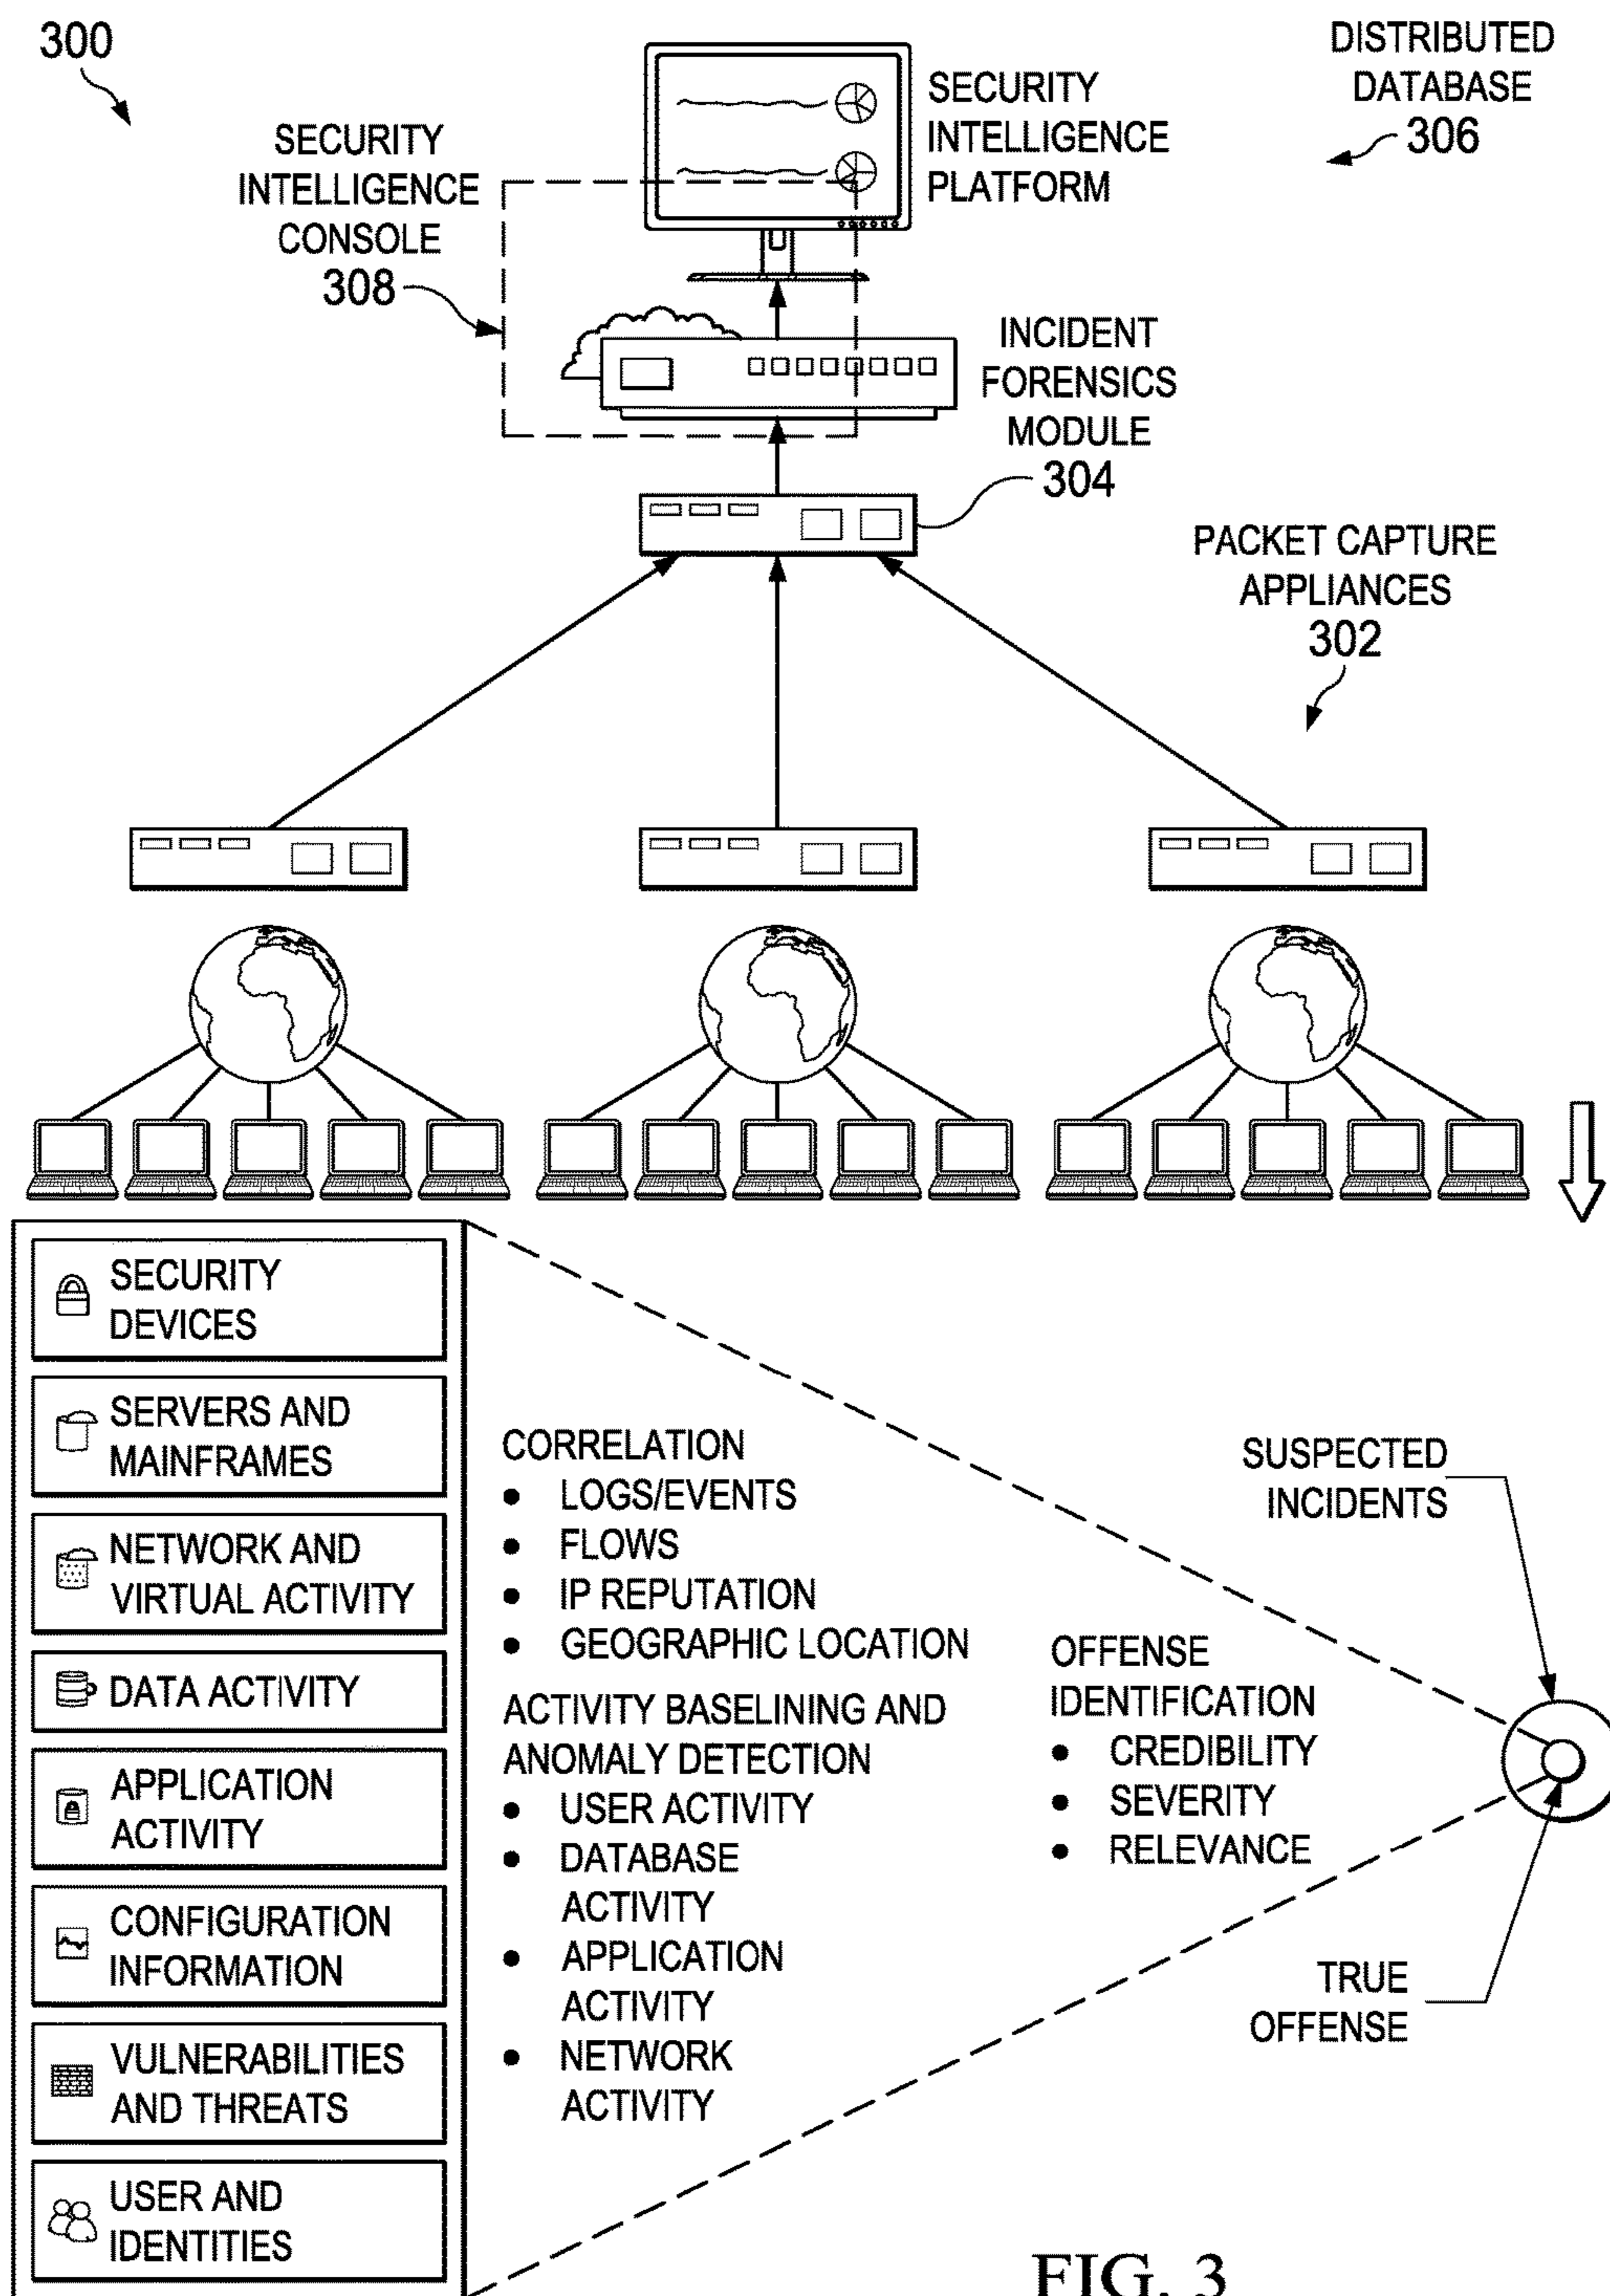 300
SECURITY
INTELLIGENCE
CONSOLE
308
SECURITY
INTELLIGENCE
PLATFORM
DISTRIBUTED
DATABASE
306
INCIDENT
FORENSICS
MODULE
304
PACKET CAPTURE
APPLIANCES
302
SECURITY
DEVICES
SERVERS AND
MAINFRAMES
NETWORK AND
VIRTUAL ACTIVITY
DATA ACTIVITY
APPLICATION
ACTIVITY
CONFIGURATION
INFORMATION
VULNERABILITIES
AND THREATS
USER AND
IDENTITIES
CORRELATION
• LOGS/EVENTS
• FLOWS
• IP REPUTATION
• GEOGRAPHIC LOCATION
ACTIVITY BASELINING AND
ANOMALY DETECTION
• USER ACTIVITY
• DATABASE
ACTIVITY
• APPLICATION
ACTIVITY
• NETWORK
ACTIVITY
OFFENSE
IDENTIFICATION
• CREDIBILITY
• SEVERITY
• RELEVANCE
SUSPECTED
INCIDENTS
TRUE
OFFENSE
FIG. 3